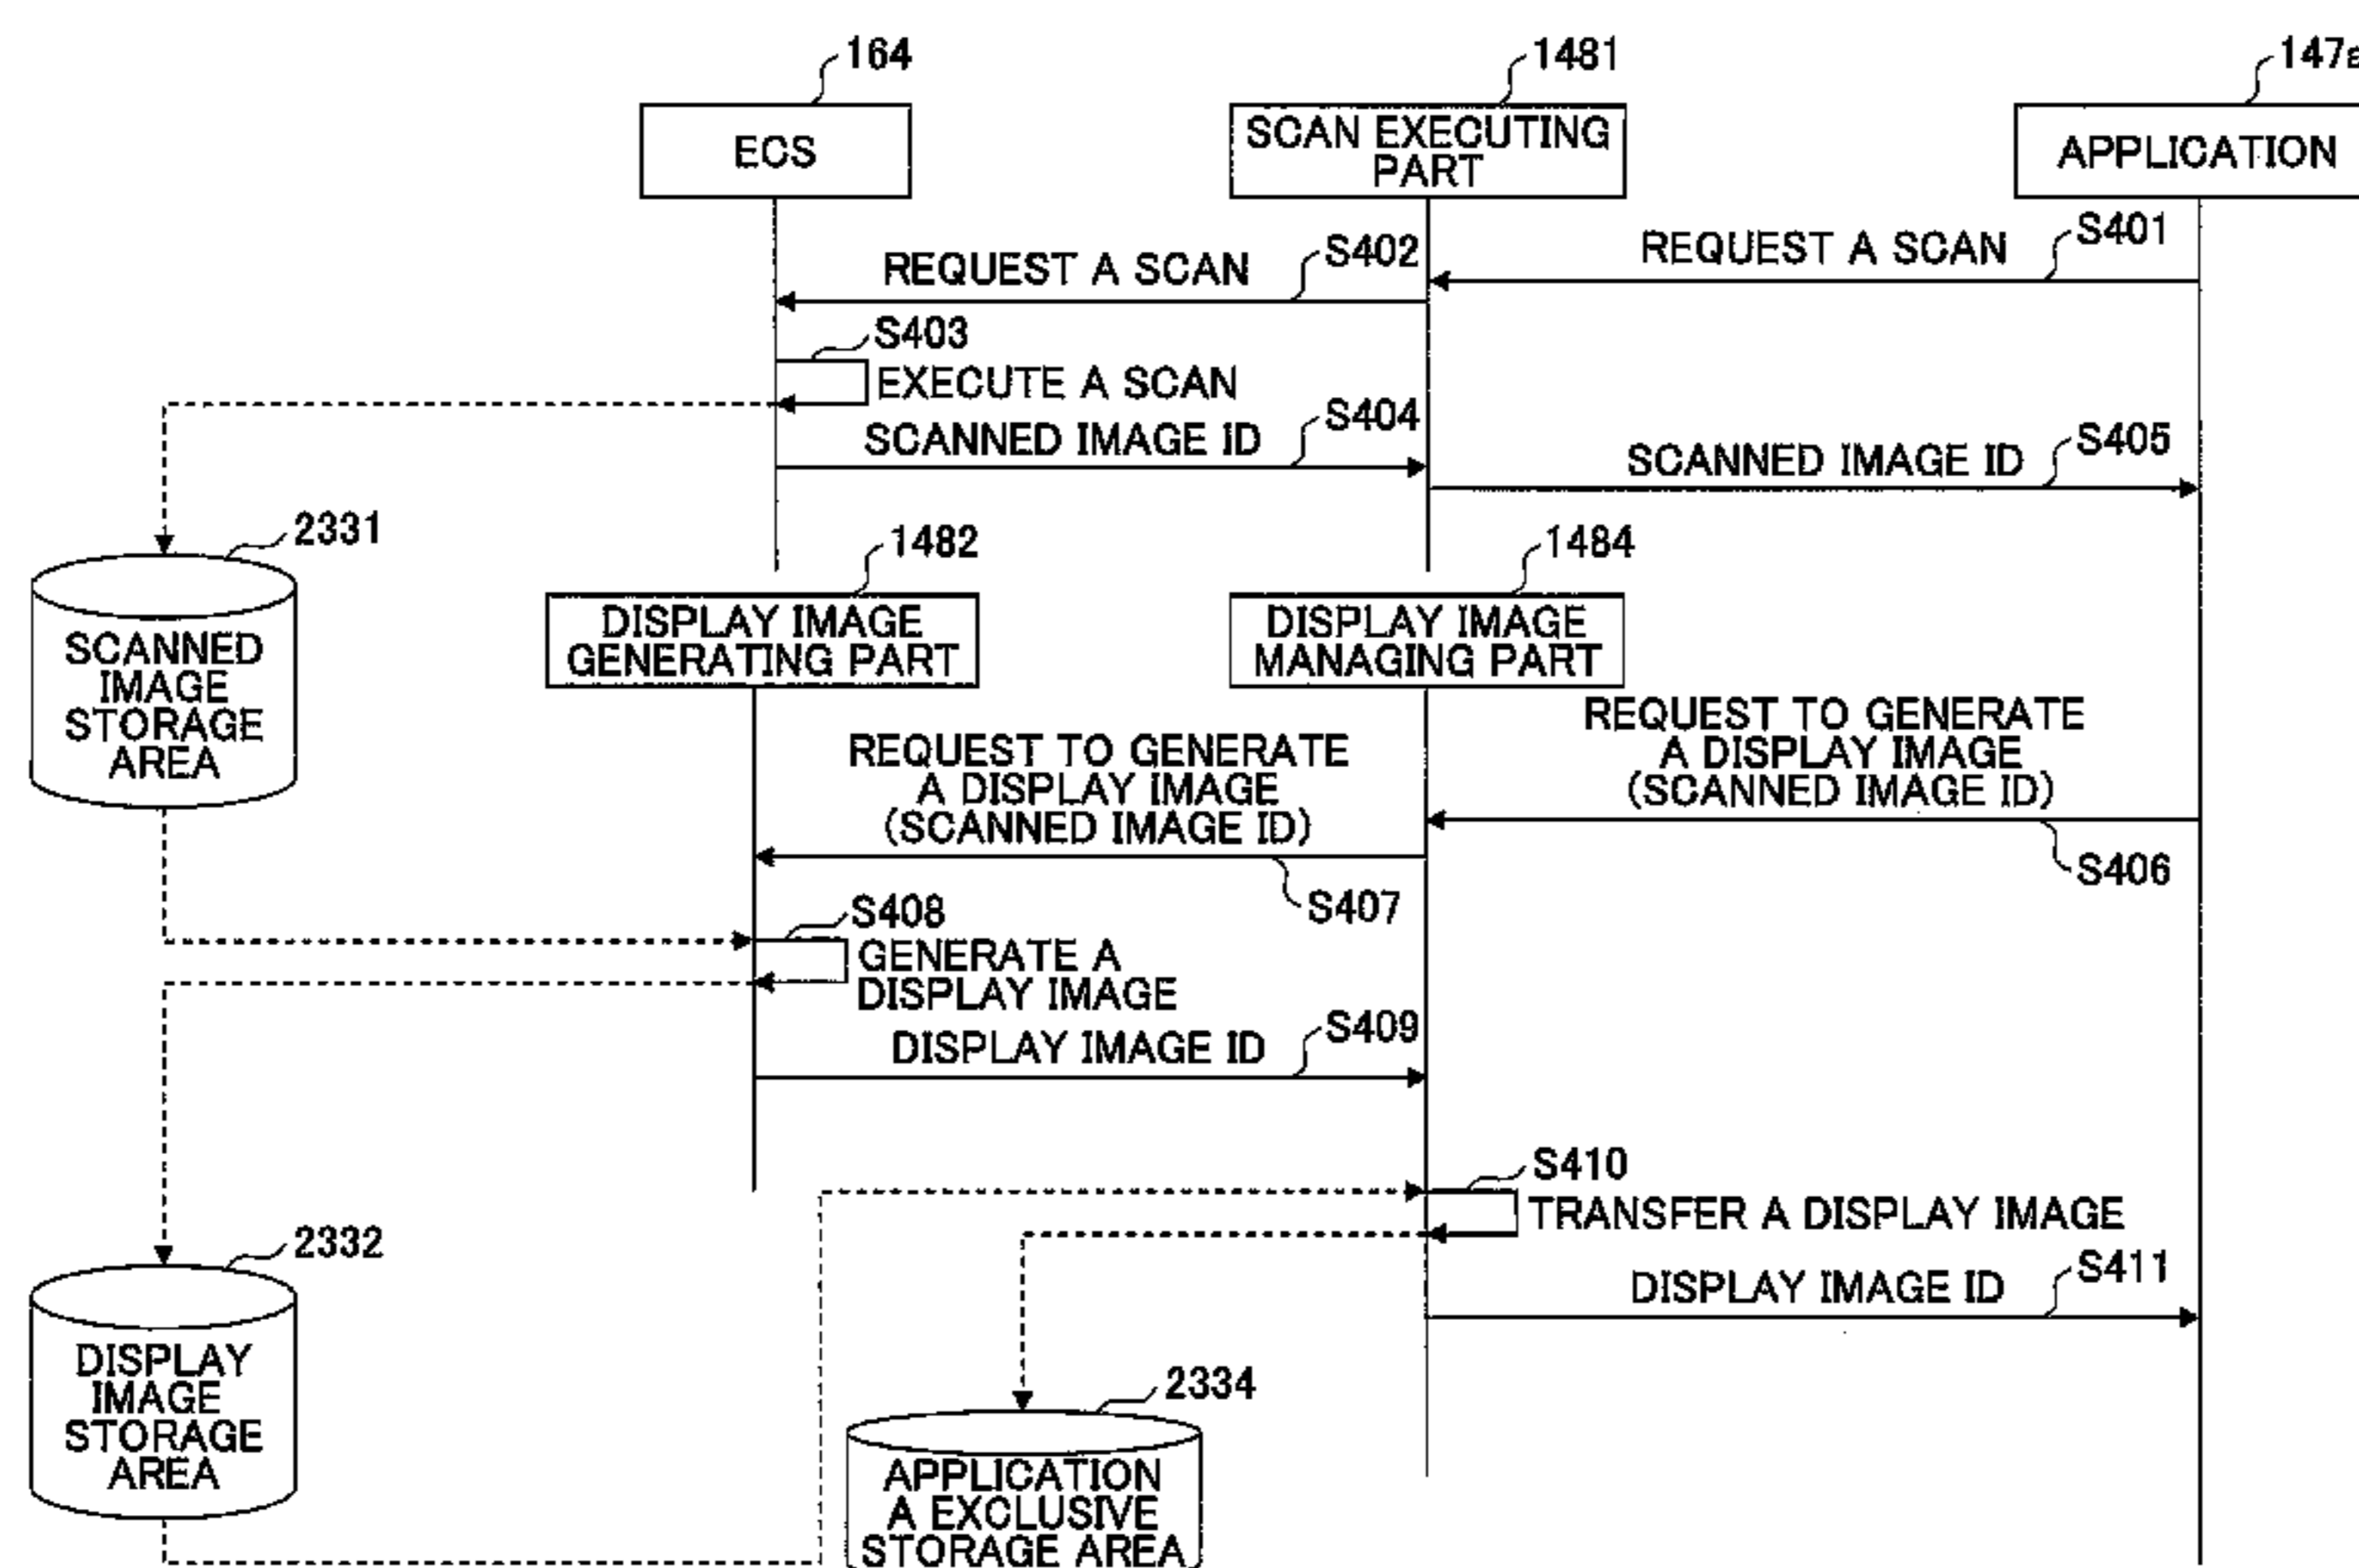 164
1481
147a
ECS
SCAN EXECUTING
PART
APPLICATION
S401
REQUEST A SCAN
S402
REQUEST A SCAN
S403
EXECUTE A SCAN
S404
SCANNED IMAGE ID
S405
SCANNED IMAGE ID
2331
1482
1484
SCANNED
IMAGE
STORAGE
AREA
DISPLAY IMAGE
GENERATING PART
DISPLAY IMAGE
MANAGING PART
REQUEST TO GENERATE
A DISPLAY IMAGE
(SCANNED IMAGE ID)
S406
REQUEST TO GENERATE
A DISPLAY IMAGE
(SCANNED IMAGE ID)
S407
S408
GENERATE A
DISPLAY IMAGE
S409
DISPLAY IMAGE ID
S410
TRANSFER A DISPLAY IMAGE
2332
S411
DISPLAY IMAGE ID
DISPLAY
IMAGE
STORAGE
AREA
2334
APPLICATION
A EXCLUSIVE
STORAGE AREA